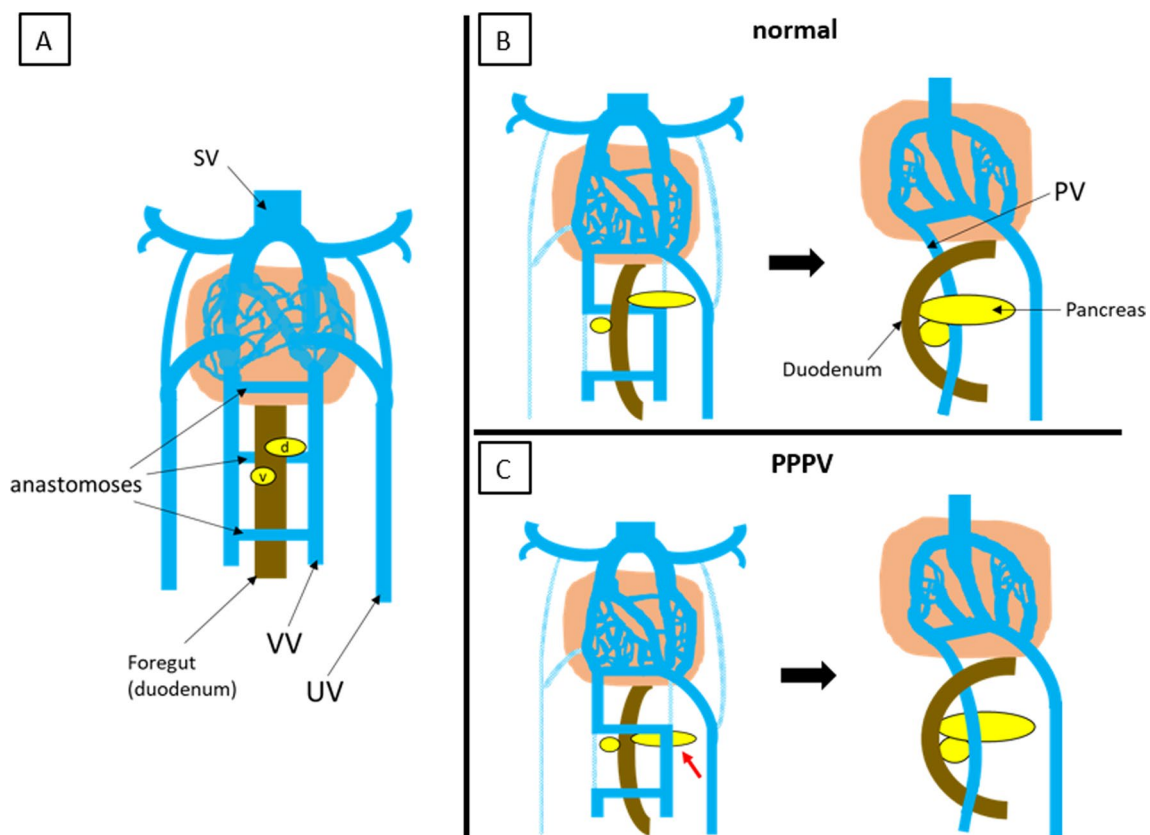 A
SV
d
v
anastomoses
VV
Foregut
(duodenum)
UV
B
normal
PV
Pancreas
Duodenum
C
PPPV